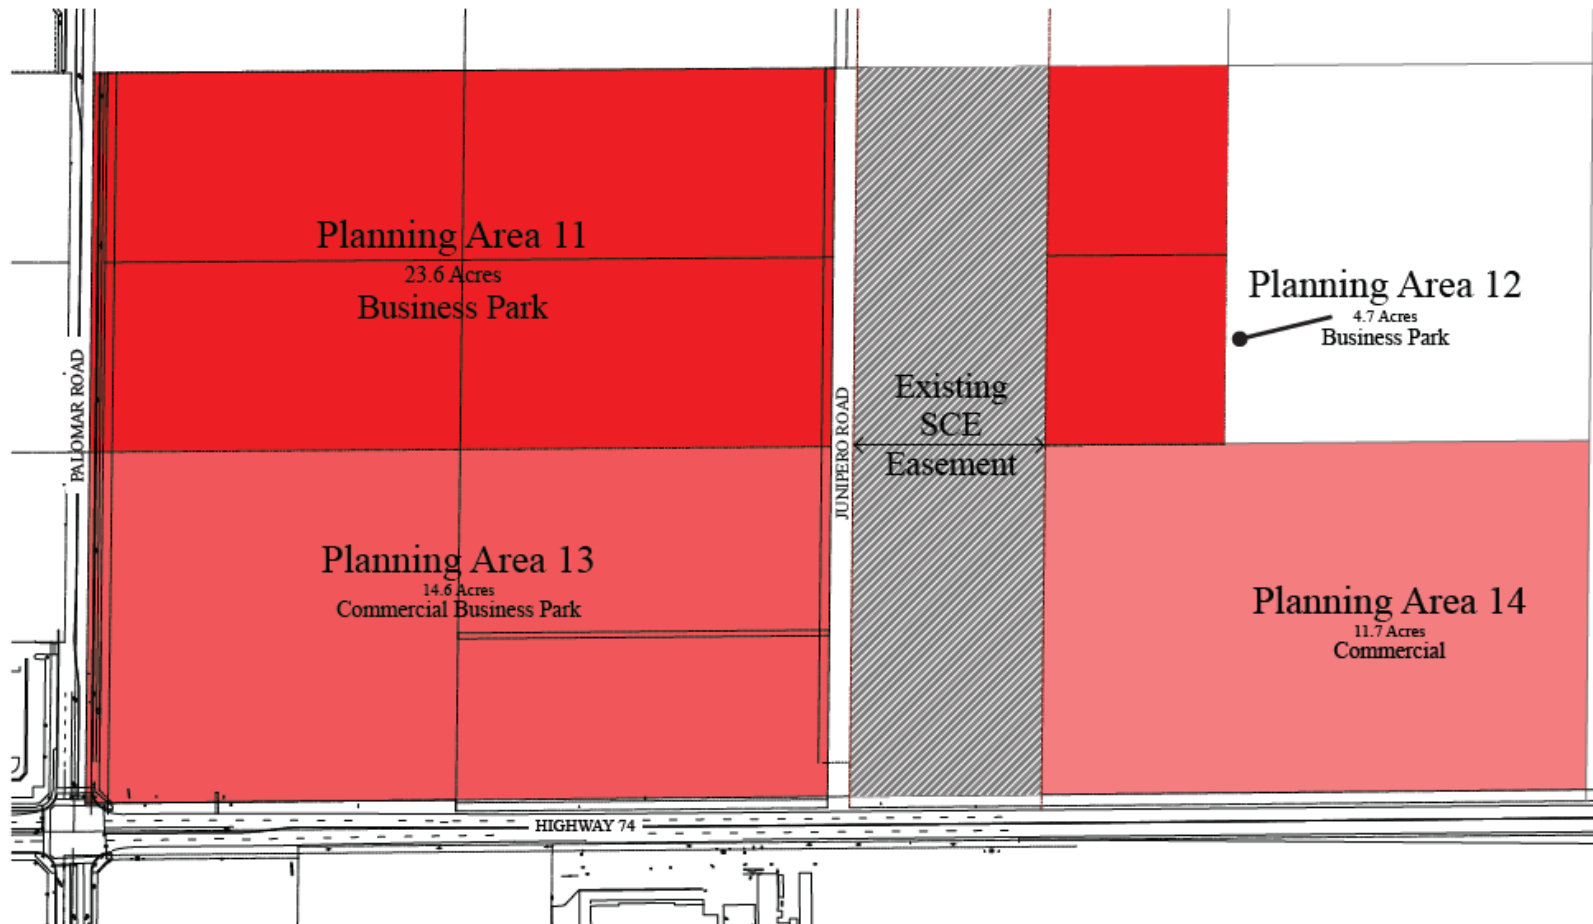 Planning Area 11
23.6 Acres
Business Park
Planning Area 12
4.7 Acres
Business Park
PALOMAR ROAD
JUNIPERO ROAD
Existing
SCE
Easement
Planning Area 13
14.6 Acres
Commercial Business Park
Planning Area 14
11.7 Acres
Commercial
HIGHWAY 74